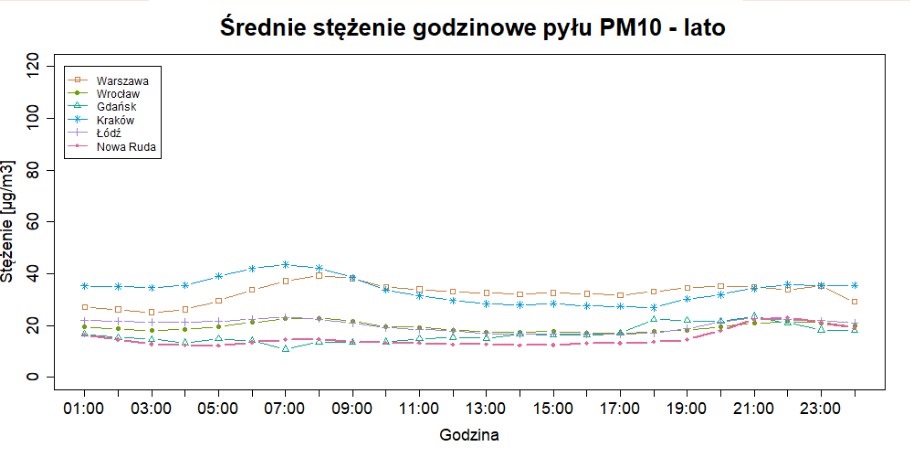 Średnie stężenie godzinowe pyłu PM10 - lato
Stężenie [µg/m3]
120
100
80
60
40
20
0
Warszawa
Wrocław
Gdańsk
Kraków
Łódź
Nowa Ruda
01:00 03:00 05:00 07:00 09:00 11:00 13:00 15:00 17:00 19:00 21:00 23:00
Godzina